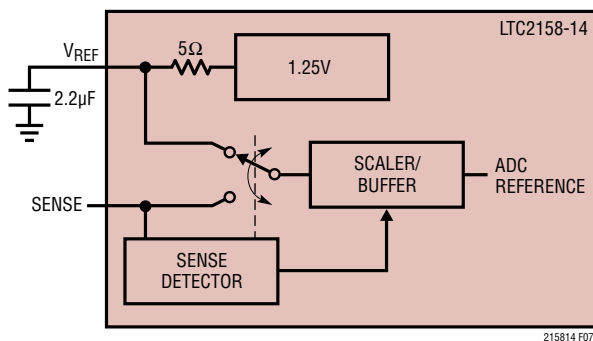 LTC2158-14
VREF
5Ω
1.25V
2.2µF
SCALER/
BUFFER
ADC
REFERENCE
SENSE
SENSE
DETECTOR
215814 F07